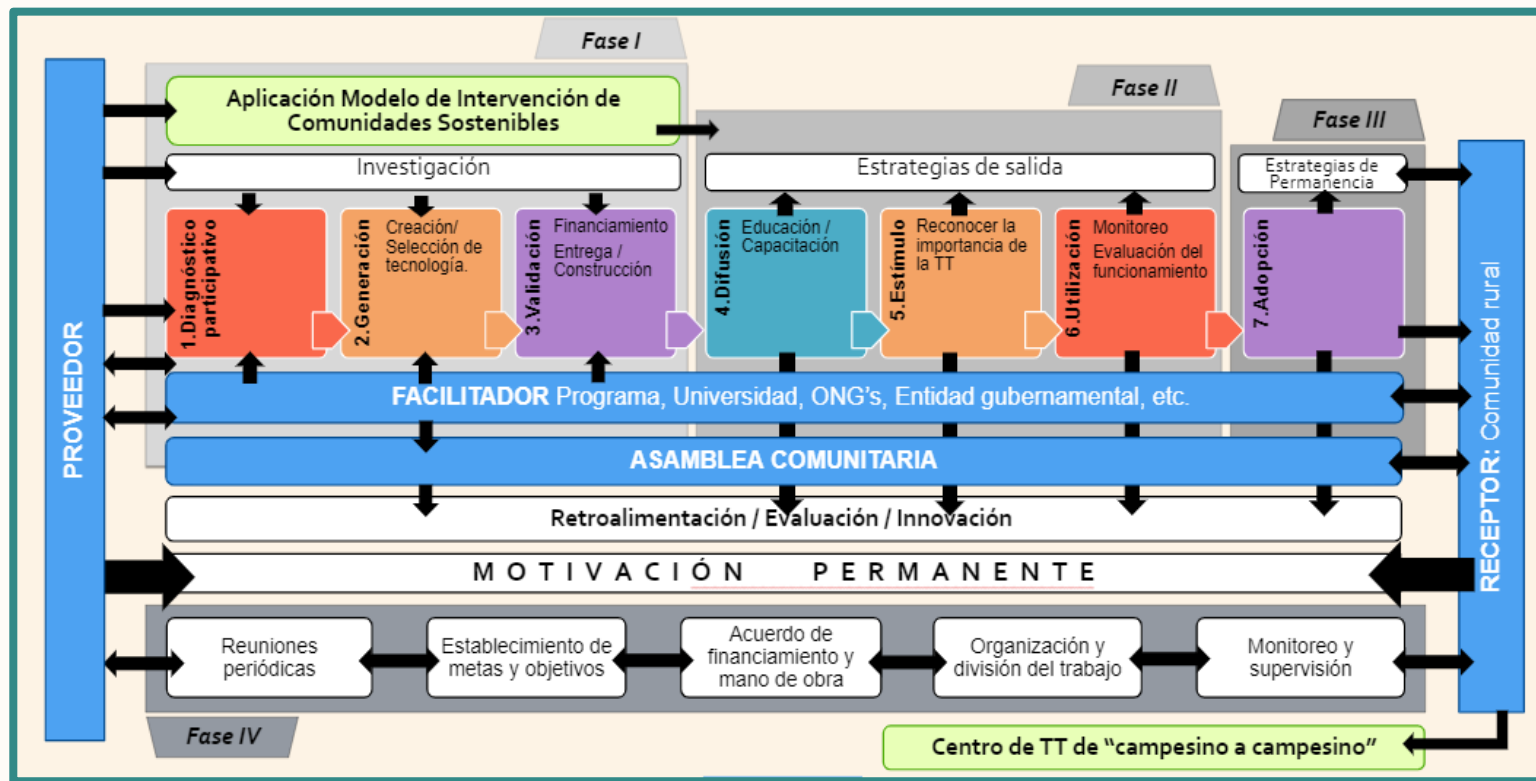 Fase I
Aplicación Modelo de Intervención de
Comunidades Sostenibles
Investigación
Fase II
Estrategias de salida
Fase III
Estrategias de
Permanencia
PROVEEDOR
1.Diagnóstico
participativo
2.Generación
Creación/
Selección de
tecnología.
3.Validación
Financiamiento
Entrega /
Construcción
4.Difusión
Educación /
Capacitación
5.Estímulo
Reconocer la
importancia de
la TT
6.Utilización
Monitoreo
Evaluación del
funcionamiento
7.Adopción
RECEPTOR: Comunidad rural
FACILITADOR Programa, Universidad, ONG's, Entidad gubernamental, etc.
ASAMBLEA COMUNITARIA
Retroalimentación / Evaluación / Innovación
MOTIVACIÓN PERMANENTE
Reuniones
periódicas
Establecimiento de
metas y objetivos
Acuerdo de
financiamiento y
mano de obra
Organización y
división del trabajo
Monitoreo y
supervisión
Fase IV
Centro de TT de “campesino a campesino”